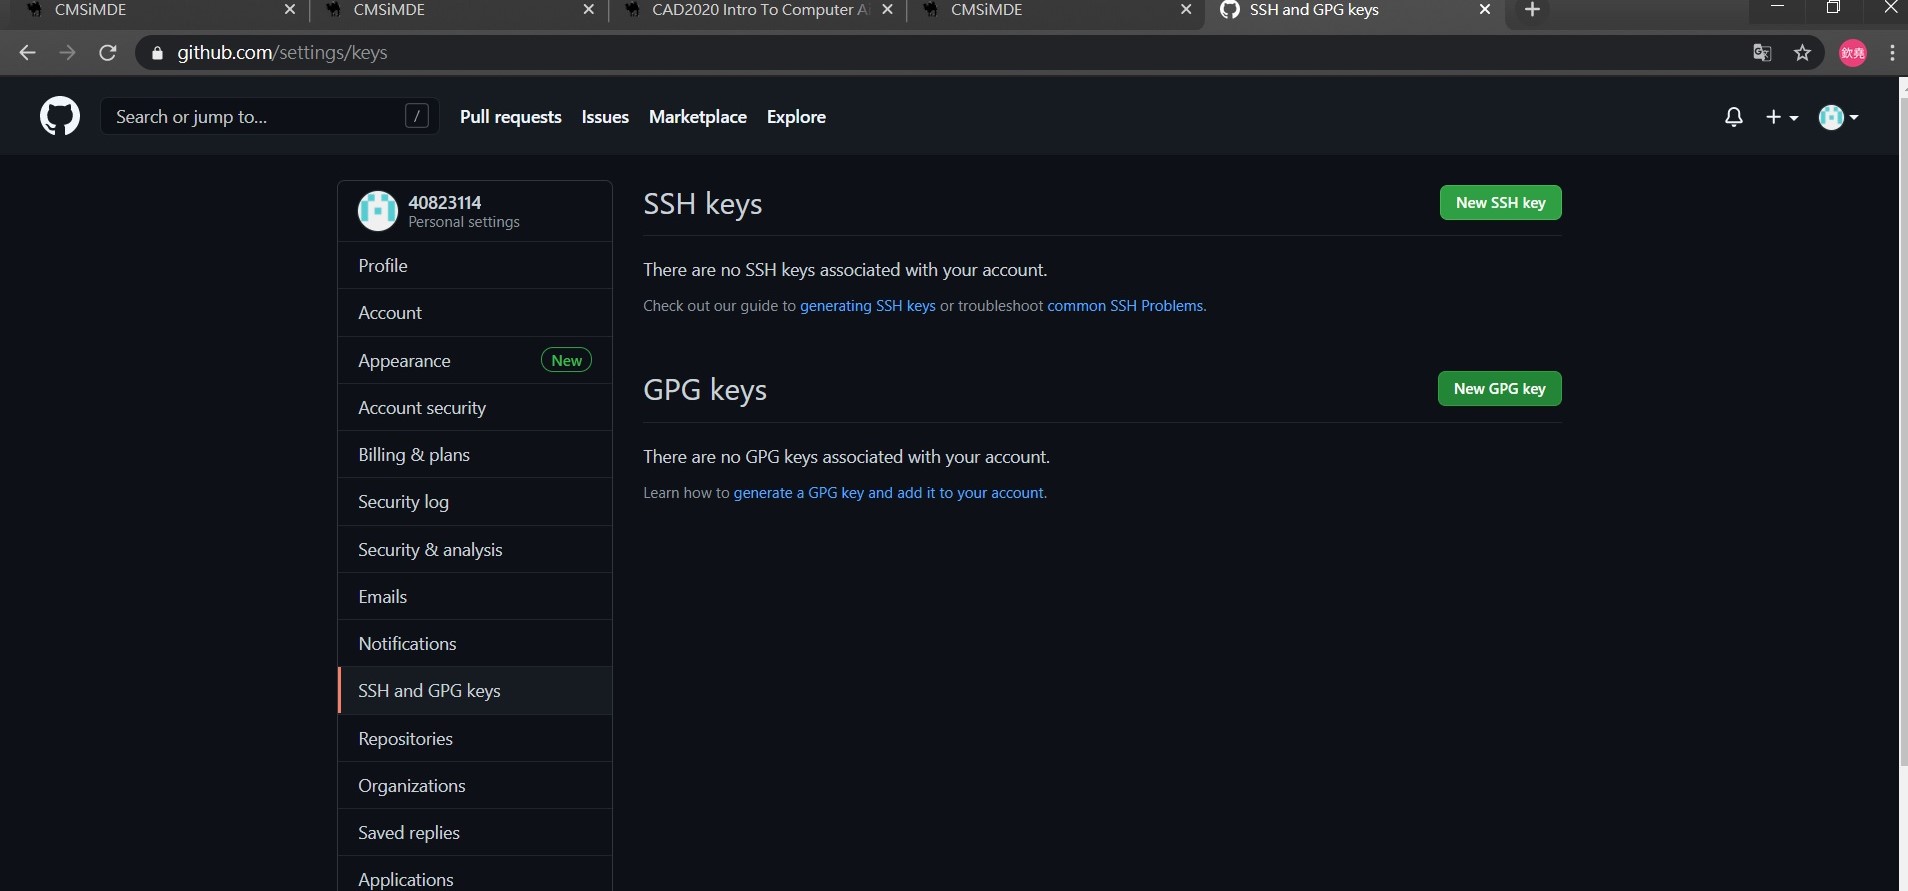 CMSiMDE
CMSiMDE
CAD2020 Intro To Computer Ai
CMSiMDE
SSH and GPG keys
github.com/settings/keys
欽堯
Search or jump to...
/
Pull requests
Issues
Marketplace
Explore
40823114
Personal settings
Profile
Account
Appearance
New
Account security
Billing & plans
Security log
Security & analysis
Emails
Notifications
SSH and GPG keys
Repositories
Organizations
Saved replies
Applications
SSH keys
New SSH key
There are no SSH keys associated with your account.
Check out our guide to generating SSH keys or troubleshoot common SSH Problems.
GPG keys
New GPG key
There are no GPG keys associated with your account.
Learn how to generate a GPG key and add it to your account.